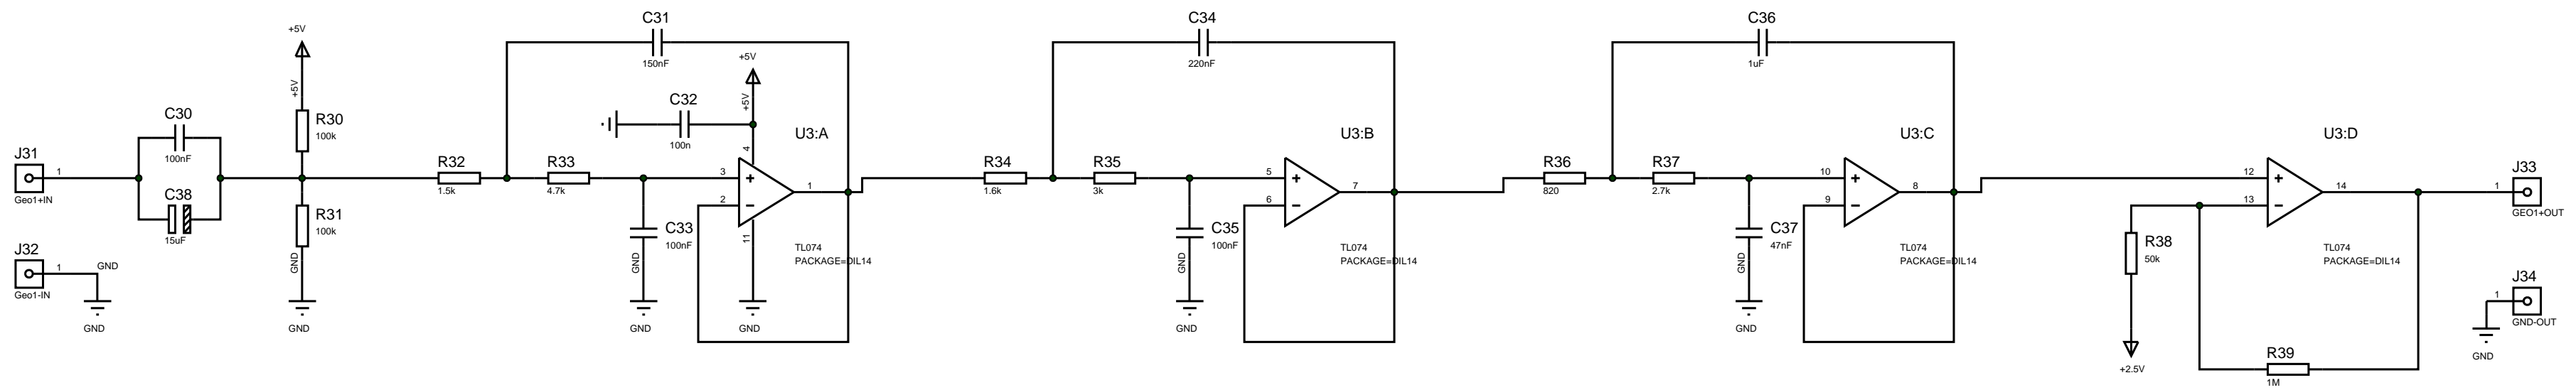 J31
1
Geo1+IN
J32
1
GND
Geo1-IN
GND
C30
100nF
C38
15uF
+5V
+5V
R30
100k
R31
100k
GND
GND
R32
1.5k
C31
150nF
R33
4.7k
C32
100n
+5V
+5V
C33
100nF
GND
GND
U3:A
4
3
2
1
11
TL074
PACKAGE=DIL14
GND
R34
1.6k
C34
220nF
R35
3k
C35
100nF
GND
GND
U3:B
5
6
7
TL074
PACKAGE=DIL14
R36
820
C36
1uF
R37
2.7k
C37
47nF
GND
GND
U3:C
10
9
8
TL074
PACKAGE=DIL14
U3:D
12
13
14
TL074
PACKAGE=DIL14
R38
50k
+2.5V
R39
1M
J33
1
GEO1+OUT
J34
1
GND-OUT
GND